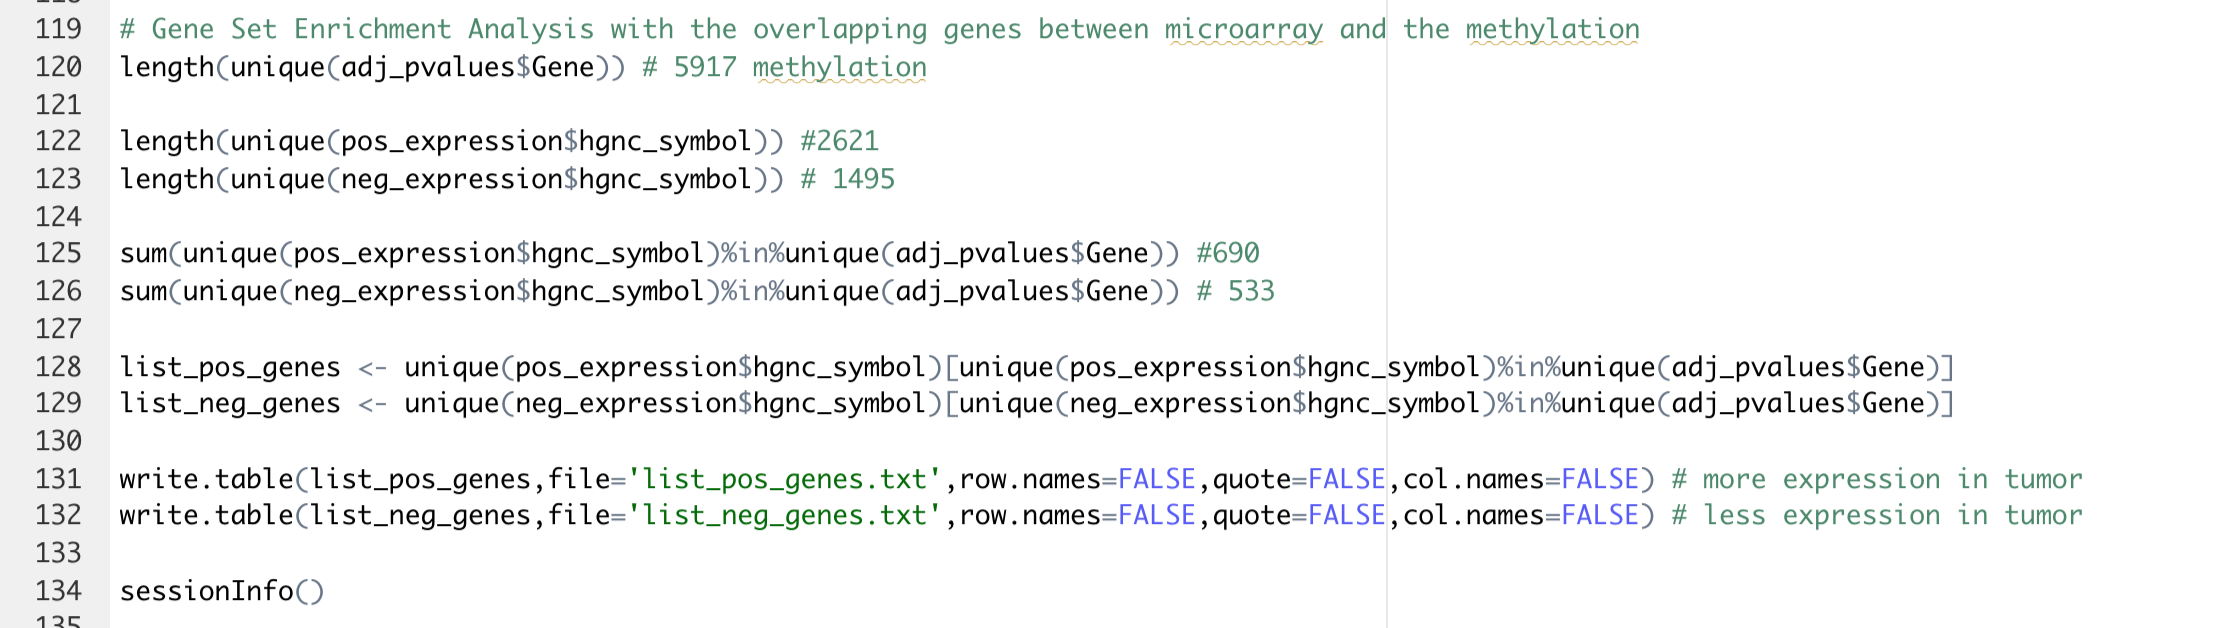 119 # Gene Set Enrichment Analysis with the overlapping genes between microarray and the methylation
120 length(unique(adj_pvalues$Gene)) # 5917 methylation
121
122 length(unique(pos_expression$hgnc_symbol)) #2621
123 length(unique(neg_expression$hgnc_symbol)) # 1495
124
125 sum(unique(pos_expression$hgnc_symbol)%in%unique(adj_pvalues$Gene)) #690
126 sum(unique(neg_expression$hgnc_symbol)%in%unique(adj_pvalues$Gene)) # 533
127
128 list_pos_genes <- unique(pos_expression$hgnc_symbol)[unique(pos_expression$hgnc_symbol)%in%unique(adj_pvalues$Gene)]
129 list_neg_genes <- unique(neg_expression$hgnc_symbol)[unique(neg_expression$hgnc_symbol)%in%unique(adj_pvalues$Gene)]
130
131 write.table(list_pos_genes,file='list_pos_genes.txt',row.names=FALSE,quote=FALSE,col.names=FALSE) # more expression in tumor
132 write.table(list_neg_genes,file='list_neg_genes.txt',row.names=FALSE,quote=FALSE,col.names=FALSE) # less expression in tumor
133
134 sessionInfo()
135